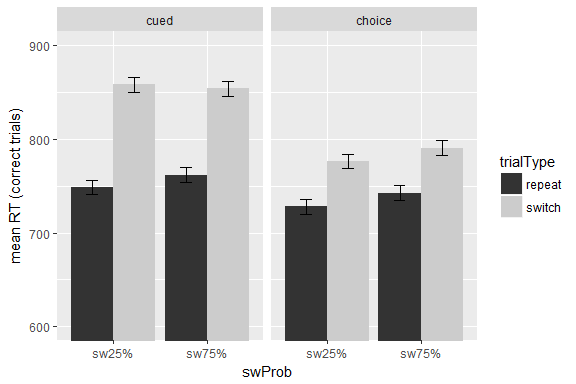 cued
choice
mean RT (correct trials)
900
800
700
600
sw25%
sw75%
sw25%
sw75%
swProb
trialType
repeat
switch